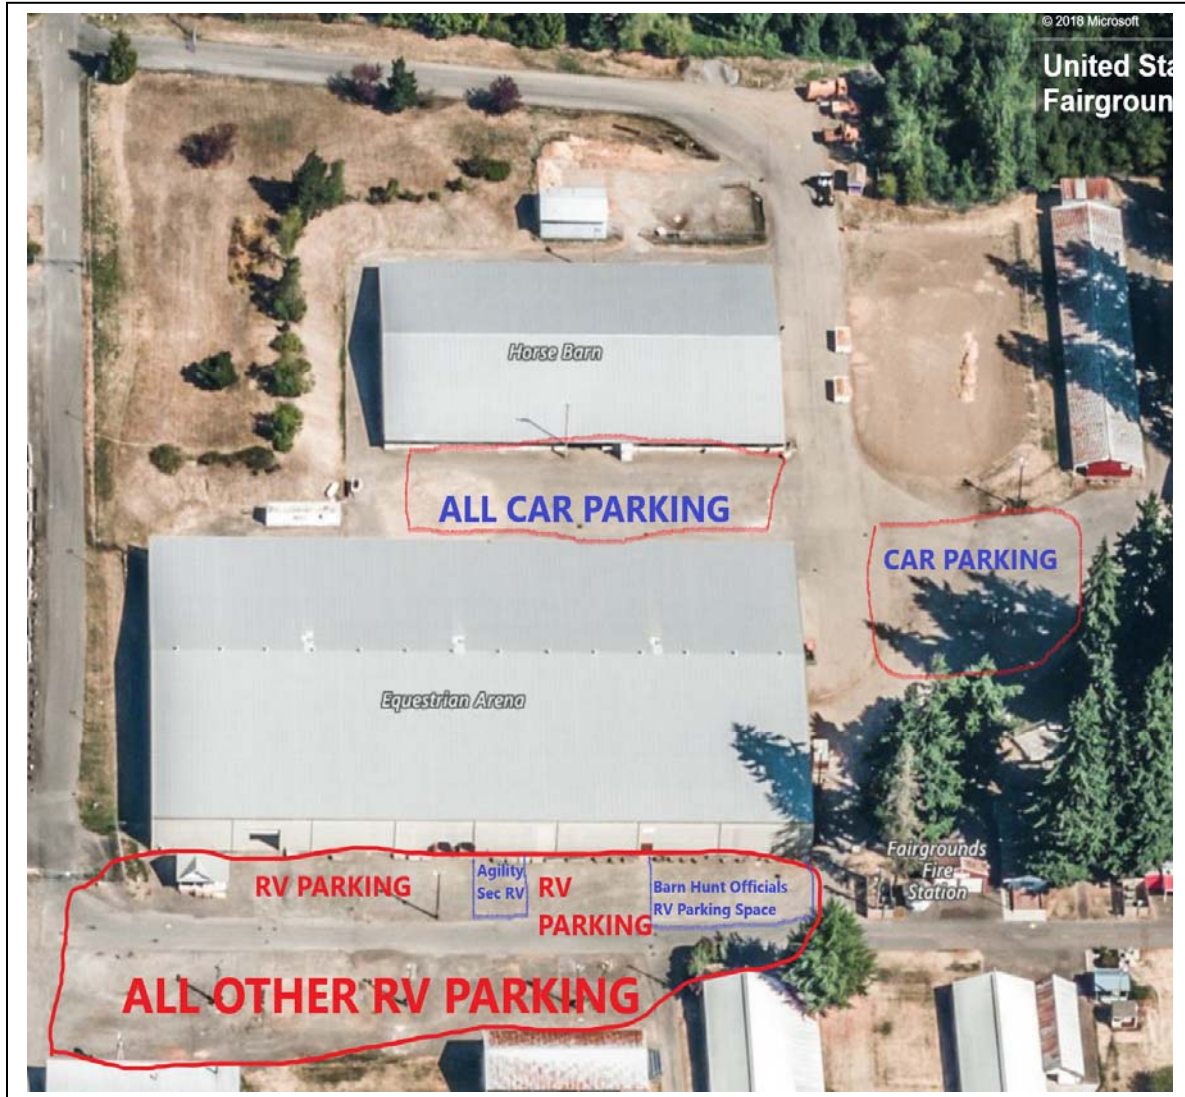 © 2018 Microsoft
United Sta
Fairgroun
Horse Barn
ALL CAR PARKING
CAR PARKING
Equestrian Arena
Fairgrounds
Fire
Station
RV PARKING
Agility
Sec RV
RV
PARKING
Barn Hunt Officials
RV Parking Space
ALL OTHER RV PARKING